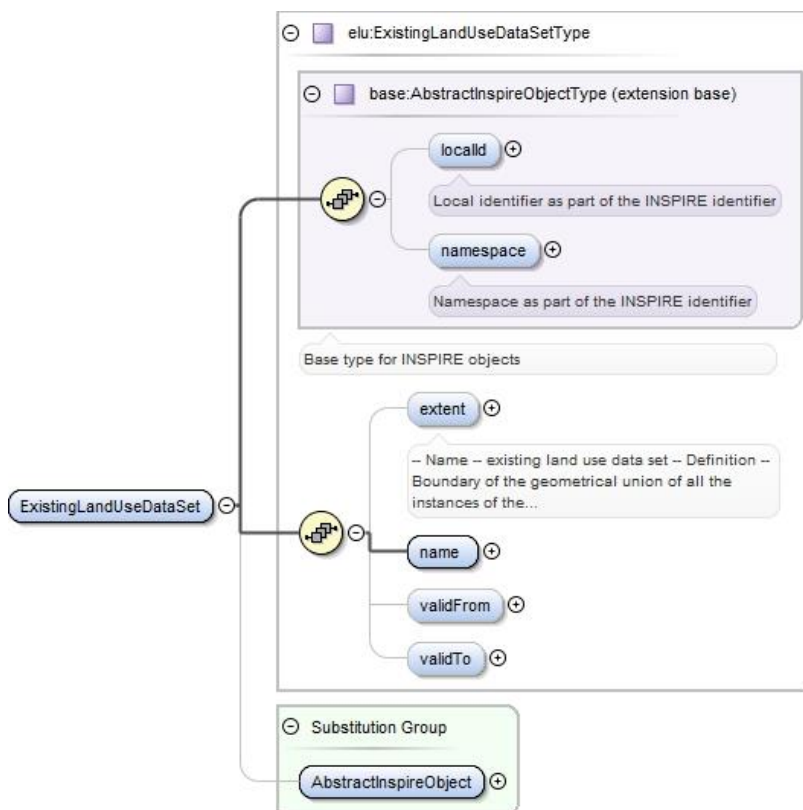 elu:ExistingLandUseDataSetType
base:AbstractInspireObjectType (extension base)
localId
Local identifier as part of the INSPIRE identifier
namespace
Namespace as part of the INSPIRE identifier
Base type for INSPIRE objects
extent
-- Name -- existing land use data set -- Definition --
Boundary of the geometrical union of all the
instances of the...
ExistingLandUseDataSet
name
validFrom
validTo
Substitution Group
AbstractInspireObject